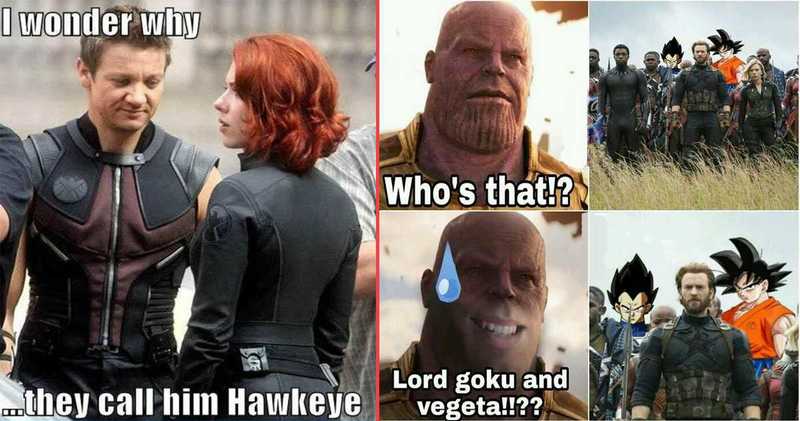 I wonder why
...they call him Hawkeye
Who's that!?
Lord goku and
vegeta!!??